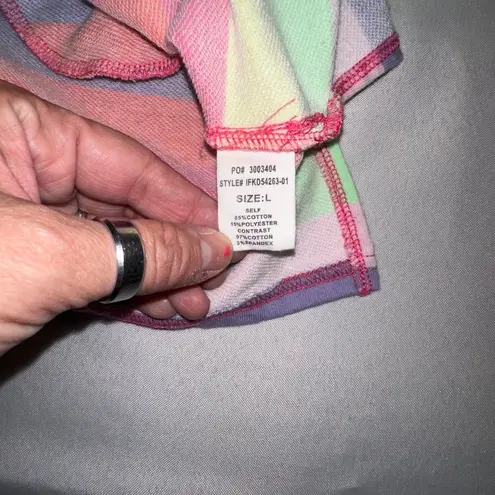 PO# 3003404
STYLE# IFKD54263-01
SIZE:L
SELF
85%COTTON
15%POLYESTER
CONTRAST
97%COTTON
3%SPANDEX